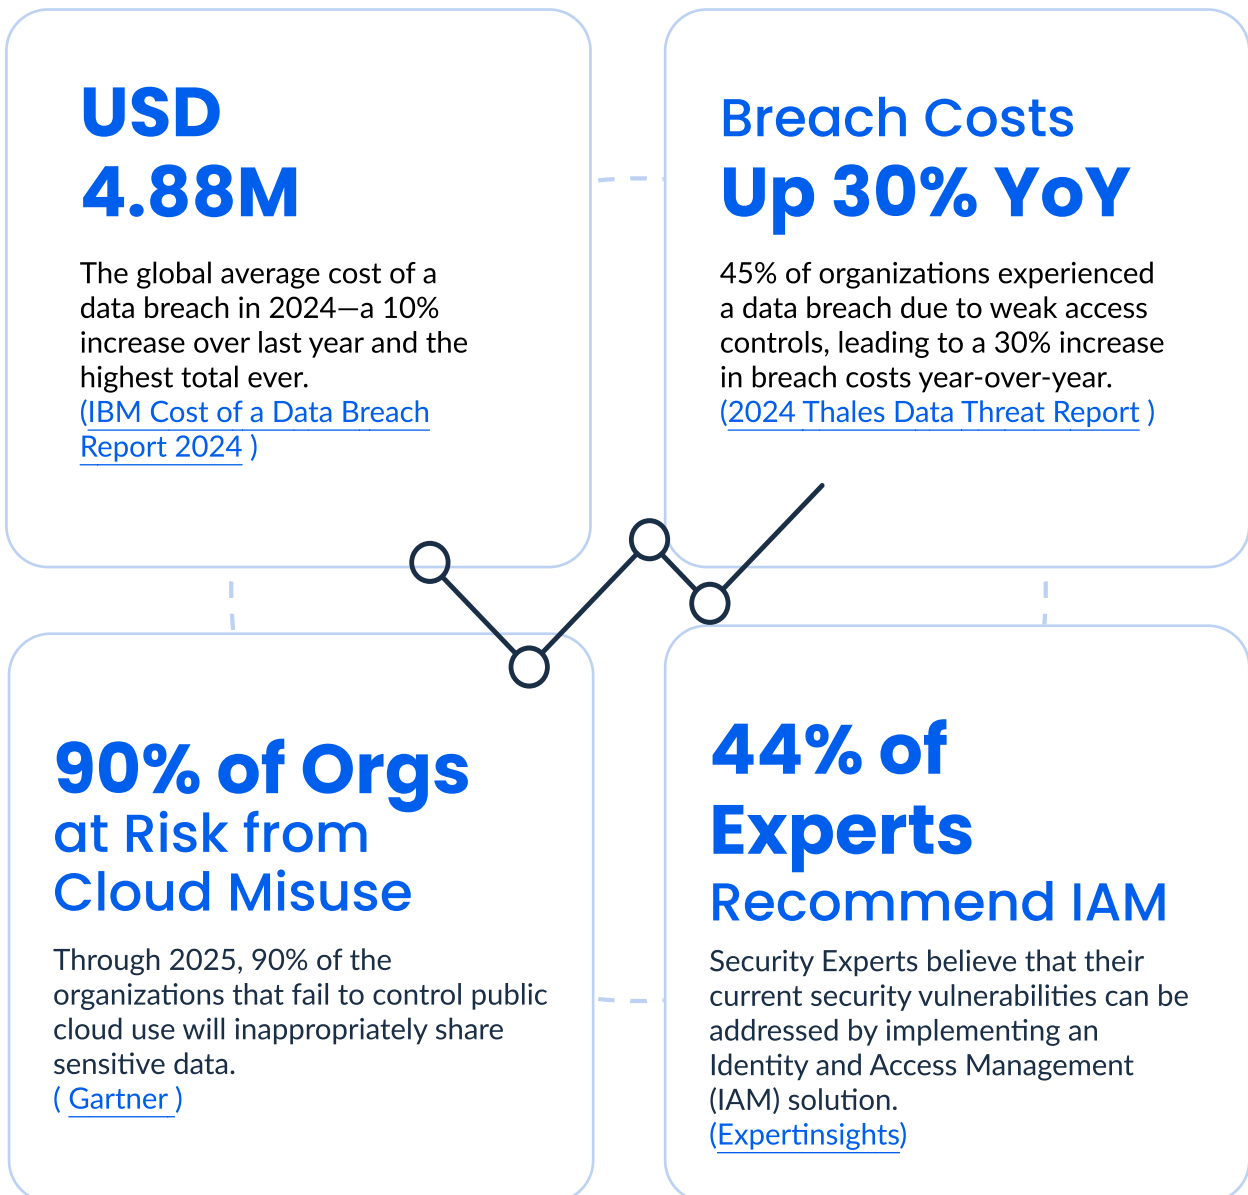 USD
4.88M
The global average cost of a
data breach in 2024—a 10%
increase over last year and the
highest total ever.
(IBM Cost of a Data Breach
Report 2024 )
Breach Costs
Up 30% YoY
45% of organizations experienced
a data breach due to weak access
controls, leading to a 30% increase
in breach costs year-over-year.
(2024 Thales Data Threat Report )
90% of Orgs
at Risk from
Cloud Misuse
Through 2025, 90% of the
organizations that fail to control public
cloud use will inappropriately share
sensitive data.
( Gartner )
44% of
Experts
Recommend IAM
Security Experts believe that their
current security vulnerabilities can be
addressed by implementing an
Identity and Access Management
(IAM) solution.
(Expertinsights)